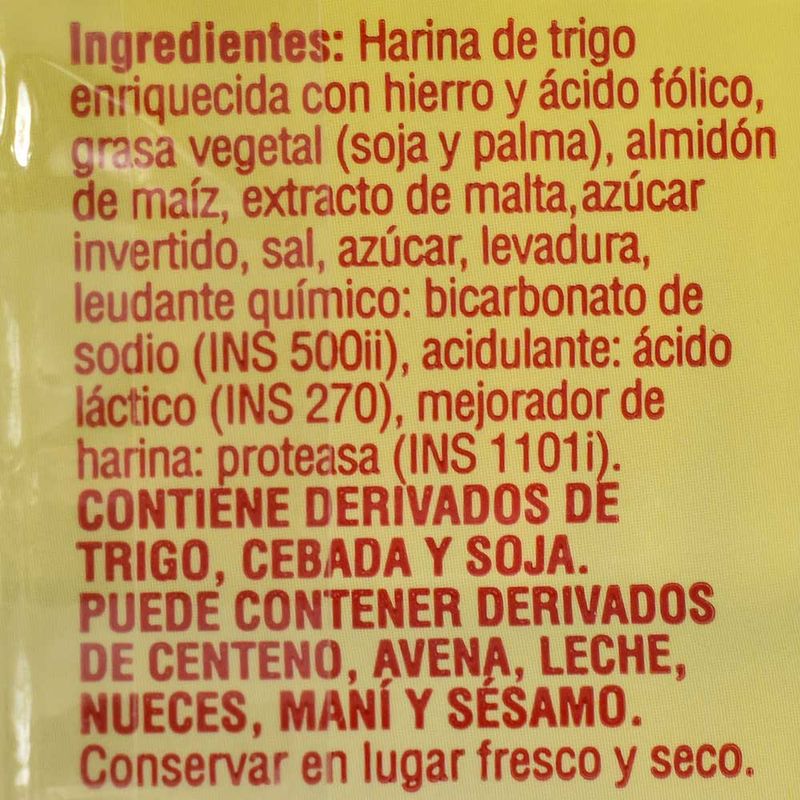 Ingredientes: Harina de trigo
enriquecida con hierro y ácido fólico,
grasa vegetal (soja y palma), almidón
de maíz, extracto de malta, azúcar
invertido, sal, azúcar, levadura,
leudante químico: bicarbonato de
sodio (INS 500ii), acidulante: ácido
láctico (INS 270), mejorador de
harina: proteasa (INS 1101i).
CONTIENE DERIVADOS DE
TRIGO, CEBADA Y SOJA.
PUEDE CONTENER DERIVADOS
DE CENTENO, AVENA, LECHE,
NUECES, MANÍ Y SÉSAMO.
Conservar en lugar fresco y seco.